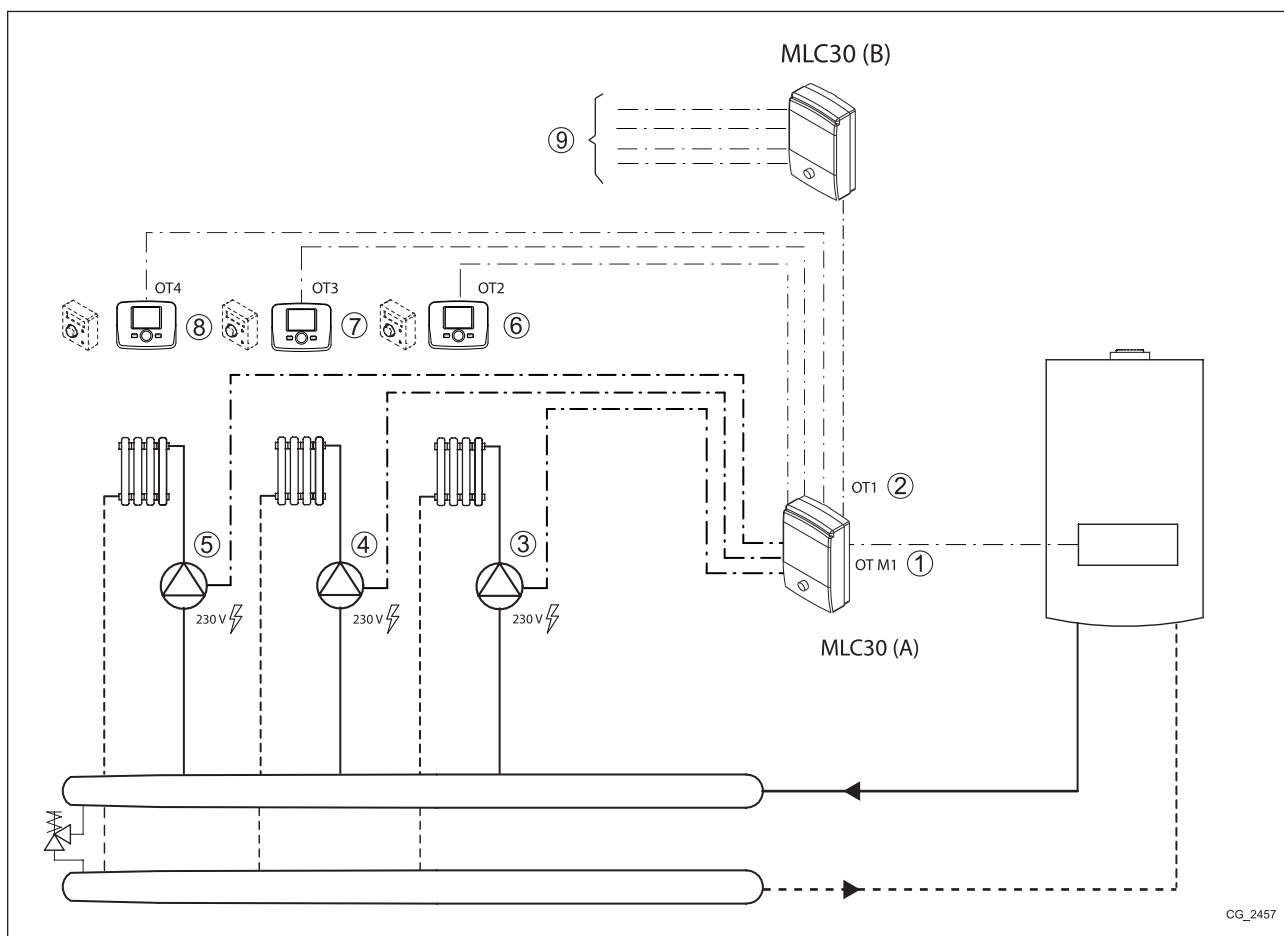 MLC30 (B)
⑨
OT4
OT3
OT2
⑧
⑦
⑥
OT1 ②
⑤
④
③
OT M1 ①
230 V
230 V
230 V
MLC30 (A)
CG_2457